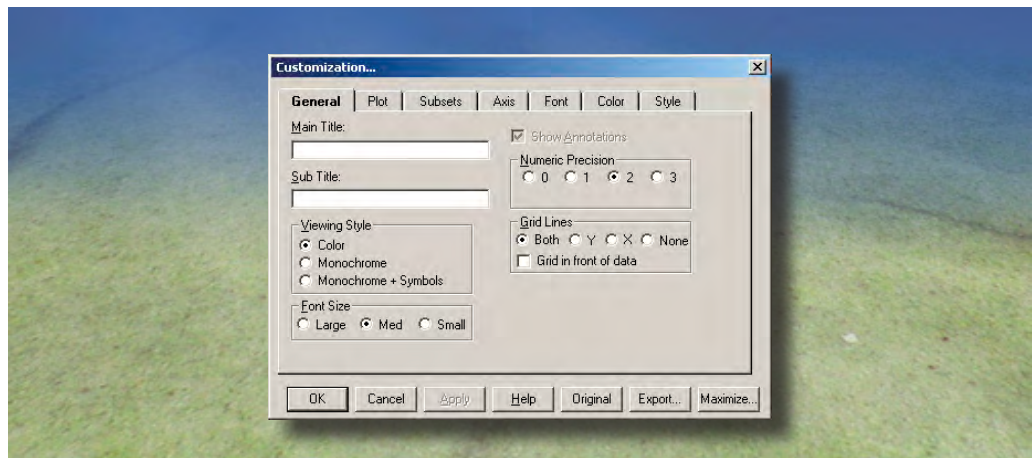 Customization...
General Plot Subsets Axis Font Color Style
Main Title:
Sub Title:
Viewing Style
Color
Monochrome
Monochrome + Symbols
Font Size
Large Med Small
Show Annotations
Numeric Precision
0 1 2 3
Grid Lines
Both Y X None
Grid in front of data
OK Cancel Apply Help Original Export... Maximize...